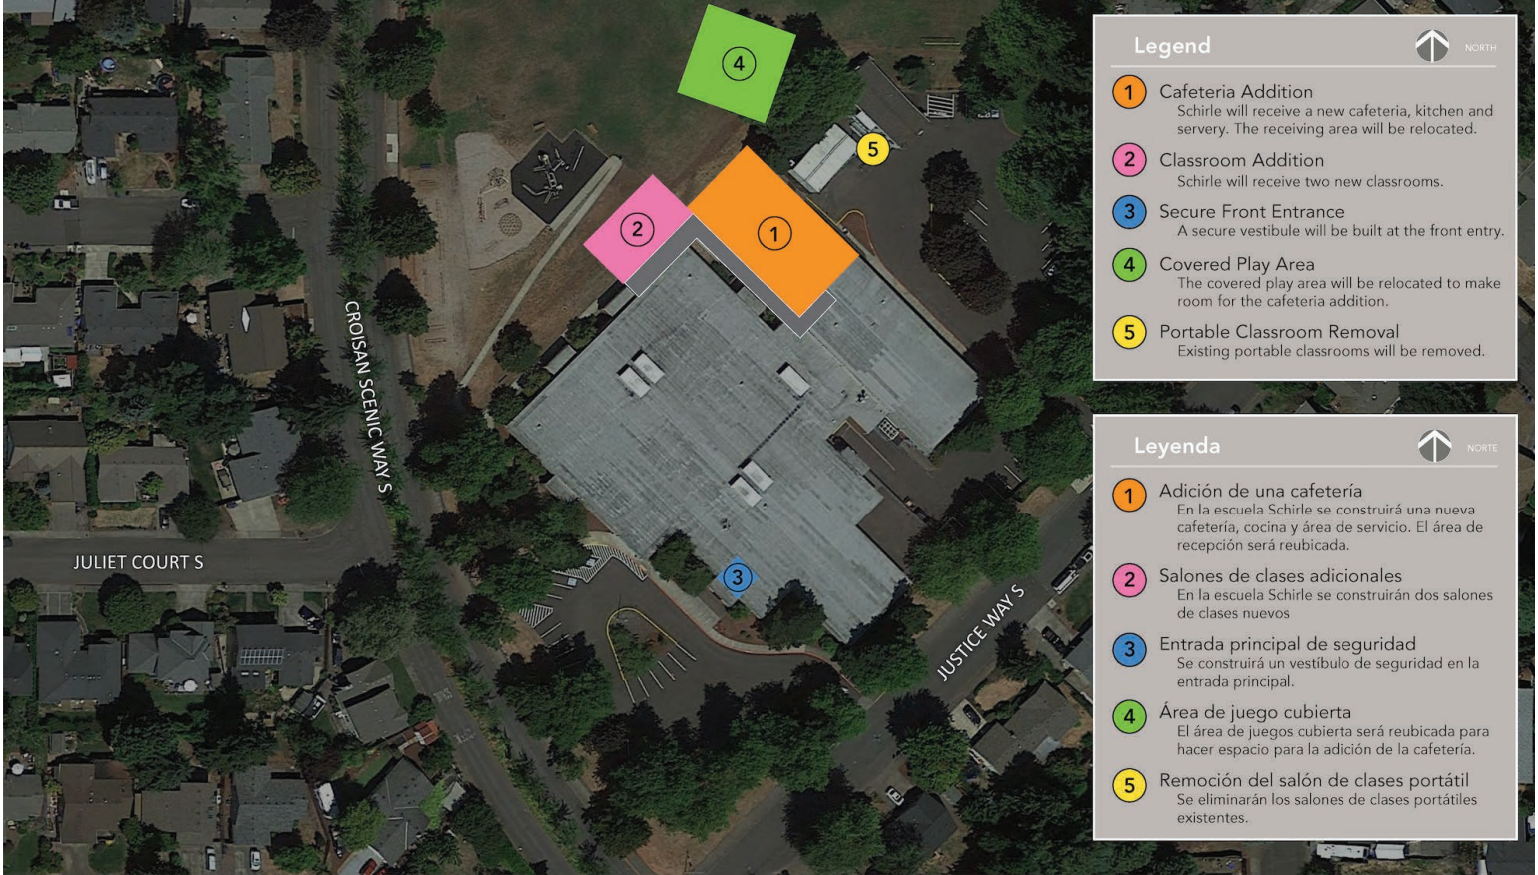 4
5
2
1
3
CROISAN SCENIC WAY S
JULIET COURT S
JUSTICE WAY S
Legend
NORTH
1 Cafeteria Addition
Schirle will receive a new cafeteria, kitchen and
servery. The receiving area will be relocated.
2 Classroom Addition
Schirle will receive two new classrooms.
3 Secure Front Entrance
A secure vestibule will be built at the front entry.
4 Covered Play Area
The covered play area will be relocated to make
room for the cafeteria addition.
5 Portable Classroom Removal
Existing portable classrooms will be removed.
Leyenda
NORTE
1 Adición de una cafetería
En la escuela Schirle se construirá una nueva
cafetería, cocina y área de servicio. El área de
recepción será reubicada.
2 Salones de clases adicionales
En la escuela Schirle se construirán dos salones
de clases nuevos
3 Entrada principal de seguridad
Se construirá un vestíbulo de seguridad en la
entrada principal.
4 Área de juego cubierta
El área de juegos cubierta será reubicada para
hacer espacio para la adición de la cafetería.
5 Remoción del salón de clases portátil
Se eliminarán los salones de clases portátiles
existentes.